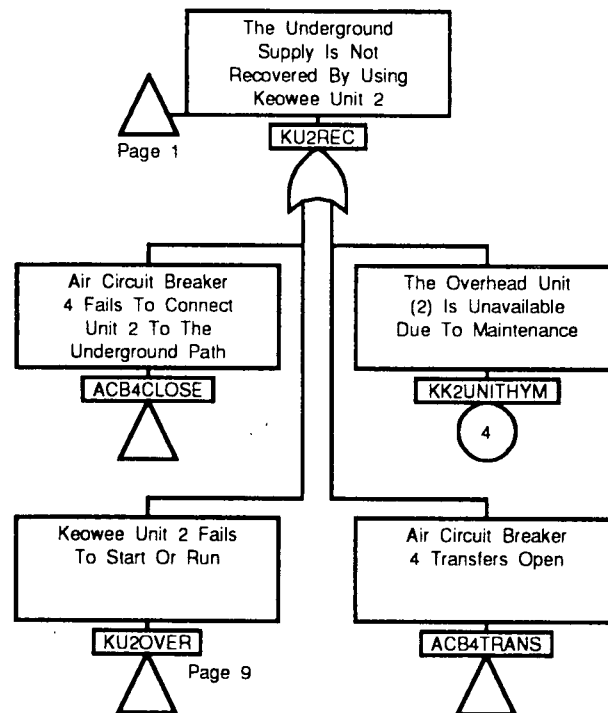 The Underground
Supply Is Not
Recovered By Using
Keowee Unit 2
Page 1
KU2REC
Air Circuit Breaker
4 Fails To Connect
Unit 2 To The
Underground Path
ACB4CLOSE
The Overhead Unit
(2) Is Unavailable
Due To Maintenance
KK2UNITHYM
4
Keowee Unit 2 Fails
To Start Or Run
KU2OVER
Page 9
Air Circuit Breaker
4 Transfers Open
ACB4TRANS